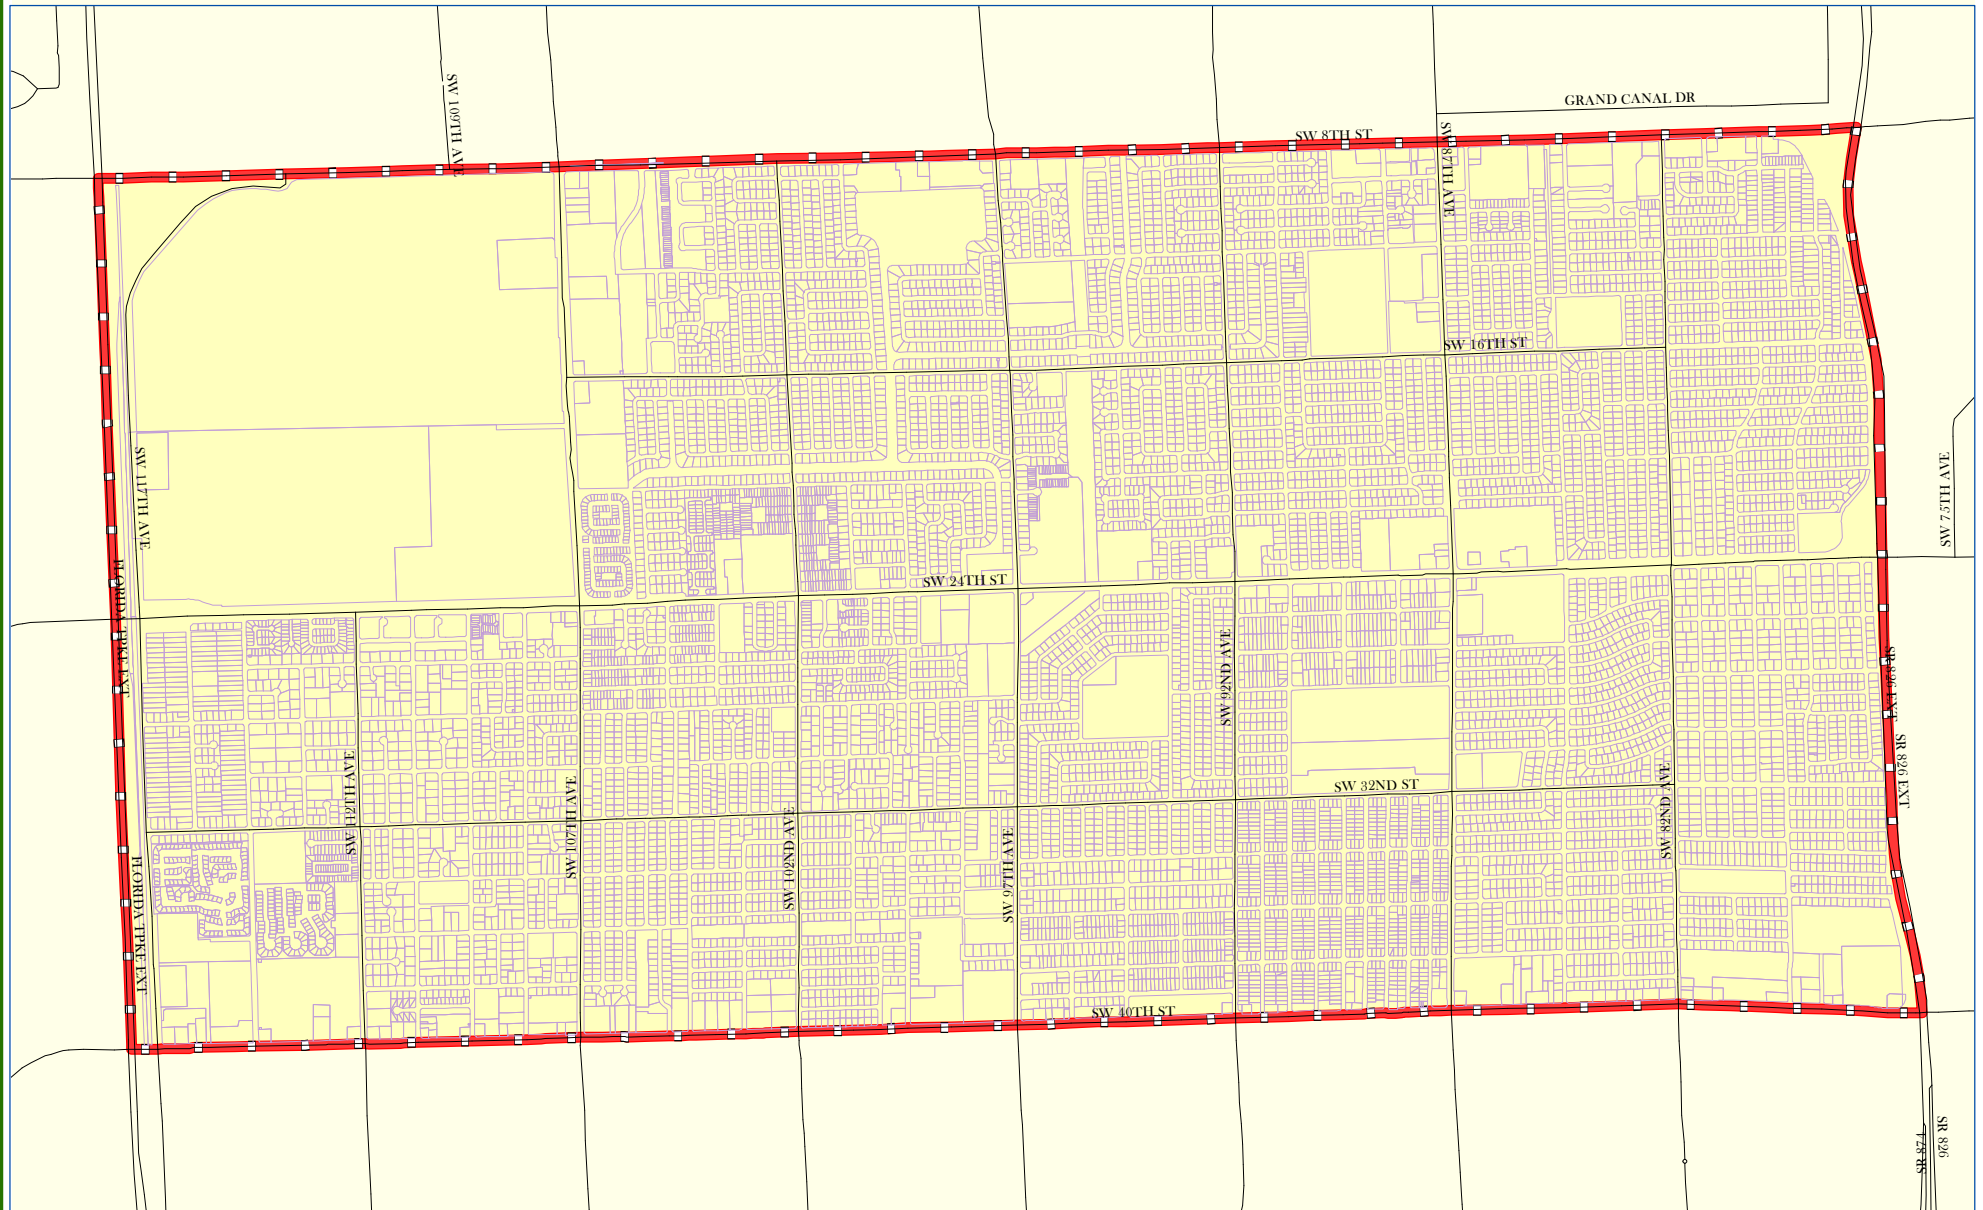 GRAND CANAL DR
SW 109TH AVE
SW 8TH ST
SW 87TH AVE
SW 16TH ST
SW 117TH AVE
SW 75TH AVE
SW 24TH ST
FLORIDA TPKE EXT
SW 92ND AVE
SR 826 EXT
SR 826 EXT
SW 32ND ST
SW 112TH AVE
SW 107TH AVE
SW 102ND AVE
SW 97TH AVE
SW 82ND AVE
FLORIDA TPKE EXT
SW 40TH ST
SR 874
SR 826